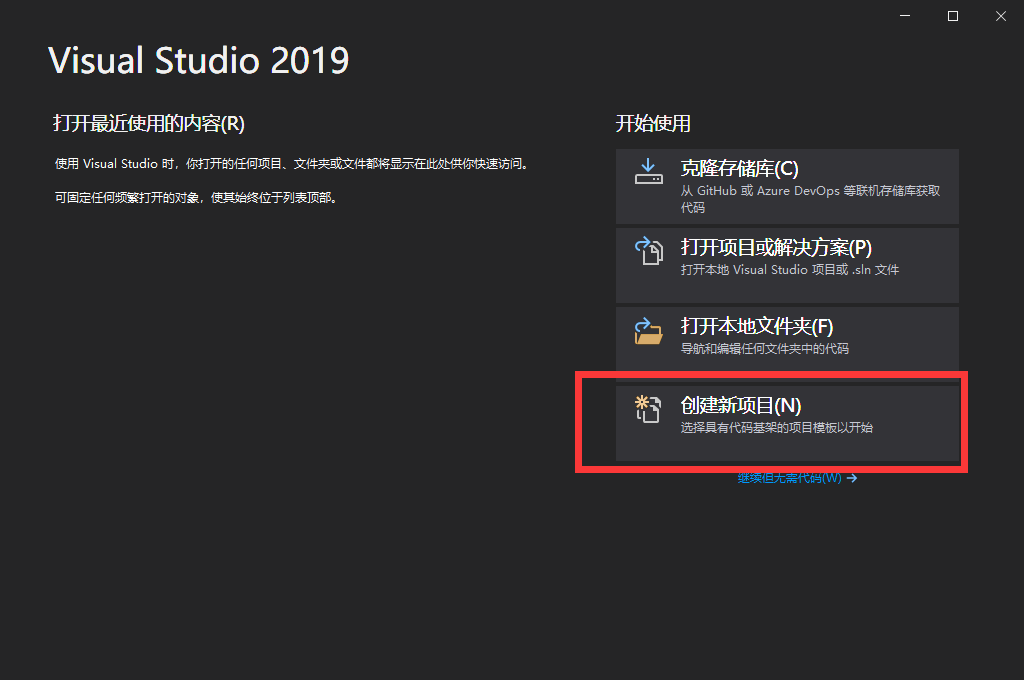 Visual Studio 2019
打开最近使用的内容(R)
使用 Visual Studio 时，你打开的任何项目、文件夹或文件都将显示在此处供你快速访问。
可固定任何频繁打开的对象，使其始终位于列表顶部。
开始使用
克隆存储库(C)
从 GitHub 或 Azure DevOps 等联机存储库获取
代码
打开项目或解决方案(P)
打开本地 Visual Studio 项目或 .sln 文件
打开本地文件夹(F)
导航和编辑任何文件夹中的代码
创建新项目(N)
选择具有代码基架的项目模板以开始
继续但无需代码(W)